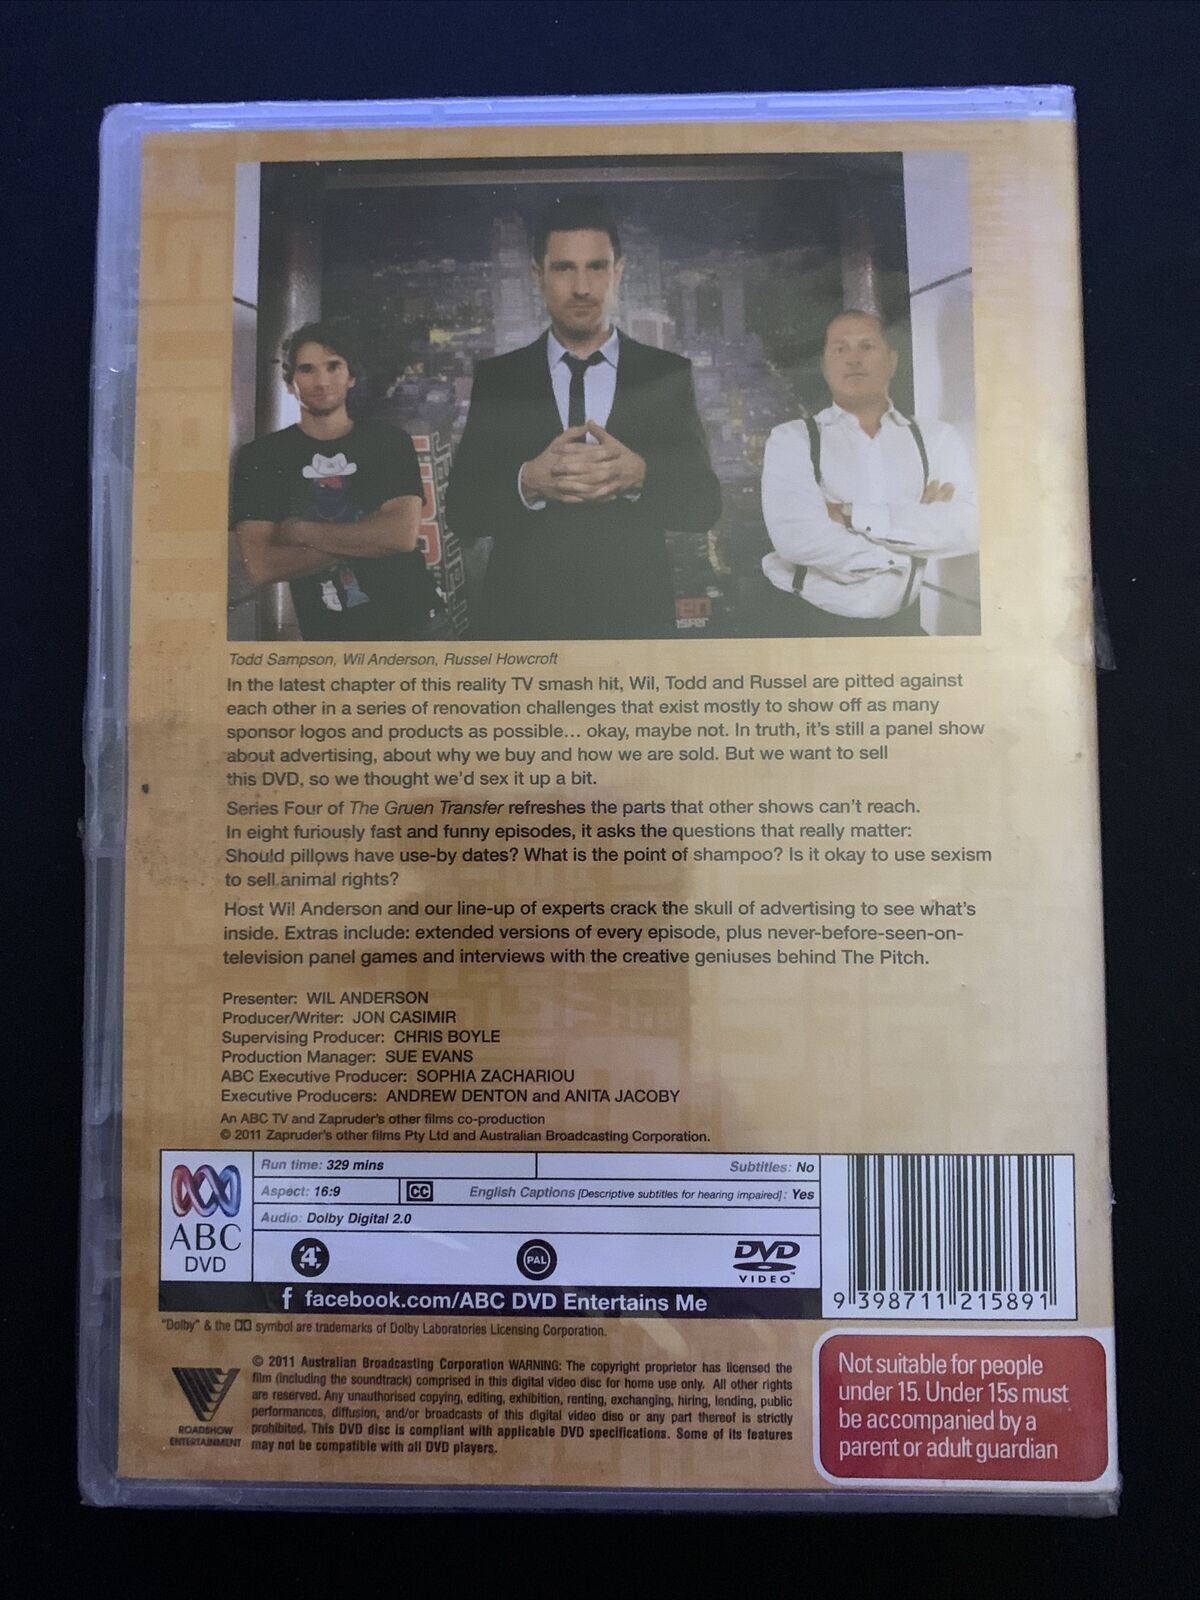 Todd Sampson, Wil Anderson, Russel Howcroft
In the latest chapter of this reality TV smash hit, Wil, Todd and Russel are pitted against
each other in a series of renovation challenges that exist mostly to show off as many
sponsor logos and products as possible... okay, maybe not. In truth, it's still a panel show
about advertising, about why we buy and how we are sold. But we want to sell
this DVD, so we thought we'd sex it up a bit.
Series Four of The Gruen Transfer refreshes the parts that other shows can't reach.
In eight furiously fast and funny episodes, it asks the questions that really matter:
Should pillows have use-by dates? What is the point of shampoo? Is it okay to use sexism
to sell animal rights?
Host Wil Anderson and our line-up of experts crack the skull of advertising to see what's
inside. Extras include: extended versions of every episode, plus never-before-seen-on-
television panel games and interviews with the creative geniuses behind The Pitch.
Presenter: WIL ANDERSON
Producer/Writer: JON CASIMIR
Supervising Producer: CHRIS BOYLE
Production Manager: SUE EVANS
ABC Executive Producer: SOPHIA ZACHARIOU
Executive Producers: ANDREW DENTON and ANITA JACOBY
An ABC TV and Zapruder's other films co-production
© 2011 Zapruder's other films Pty Ltd and Australian Broadcasting Corporation.
ABC
DVD
Run time: 329 mins
Subtitles: No
Aspect: 16:9
CC
English Captions [Descriptive subtitles for hearing impaired]: Yes
Audio: Dolby Digital 2.0
4
PAL
DVD
VIDEO™
f facebook.com/ABC DVD Entertains Me
9 398711 215891
"Dolby" & the DD symbol are trademarks of Dolby Laboratories Licensing Corporation.
ROADSHOW
ENTERTAINMENT
© 2011 Australian Broadcasting Corporation WARNING: The copyright proprietor has licensed the
film (including the soundtrack) comprised in this digital video disc for home use only. All other rights
are reserved. Any unauthorised copying, editing, exhibition, renting, exchanging, hiring, lending, public
performances, diffusion, and/or broadcasts of this digital video disc or any part thereof is strictly
prohibited. This DVD disc is compliant with applicable DVD specifications. Some of its features
may not be compatible with all DVD players.
Not suitable for people
under 15. Under 15s must
be accompanied by a
parent or adult guardian